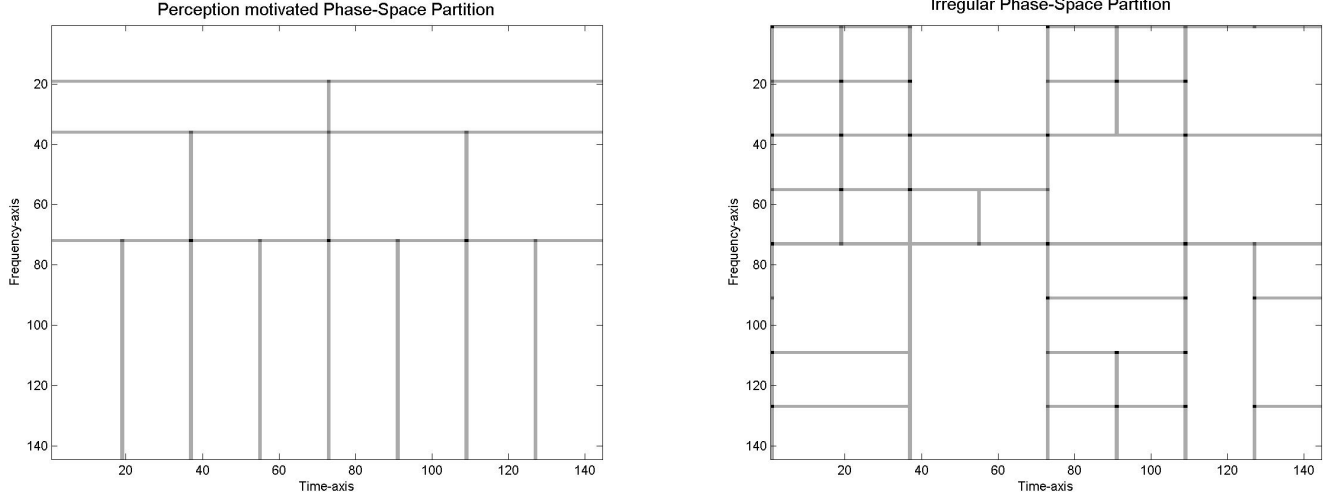 Perception motivated Phase-Space Partition
20
40
60
80
100
120
140
Frequency-axis
20 40 60 80 100 120 140
Time-axis
Irregular Phase-Space Partition
20
40
60
80
100
120
140
Frequency-axis
20 40 60 80 100 120 140
Time-axis